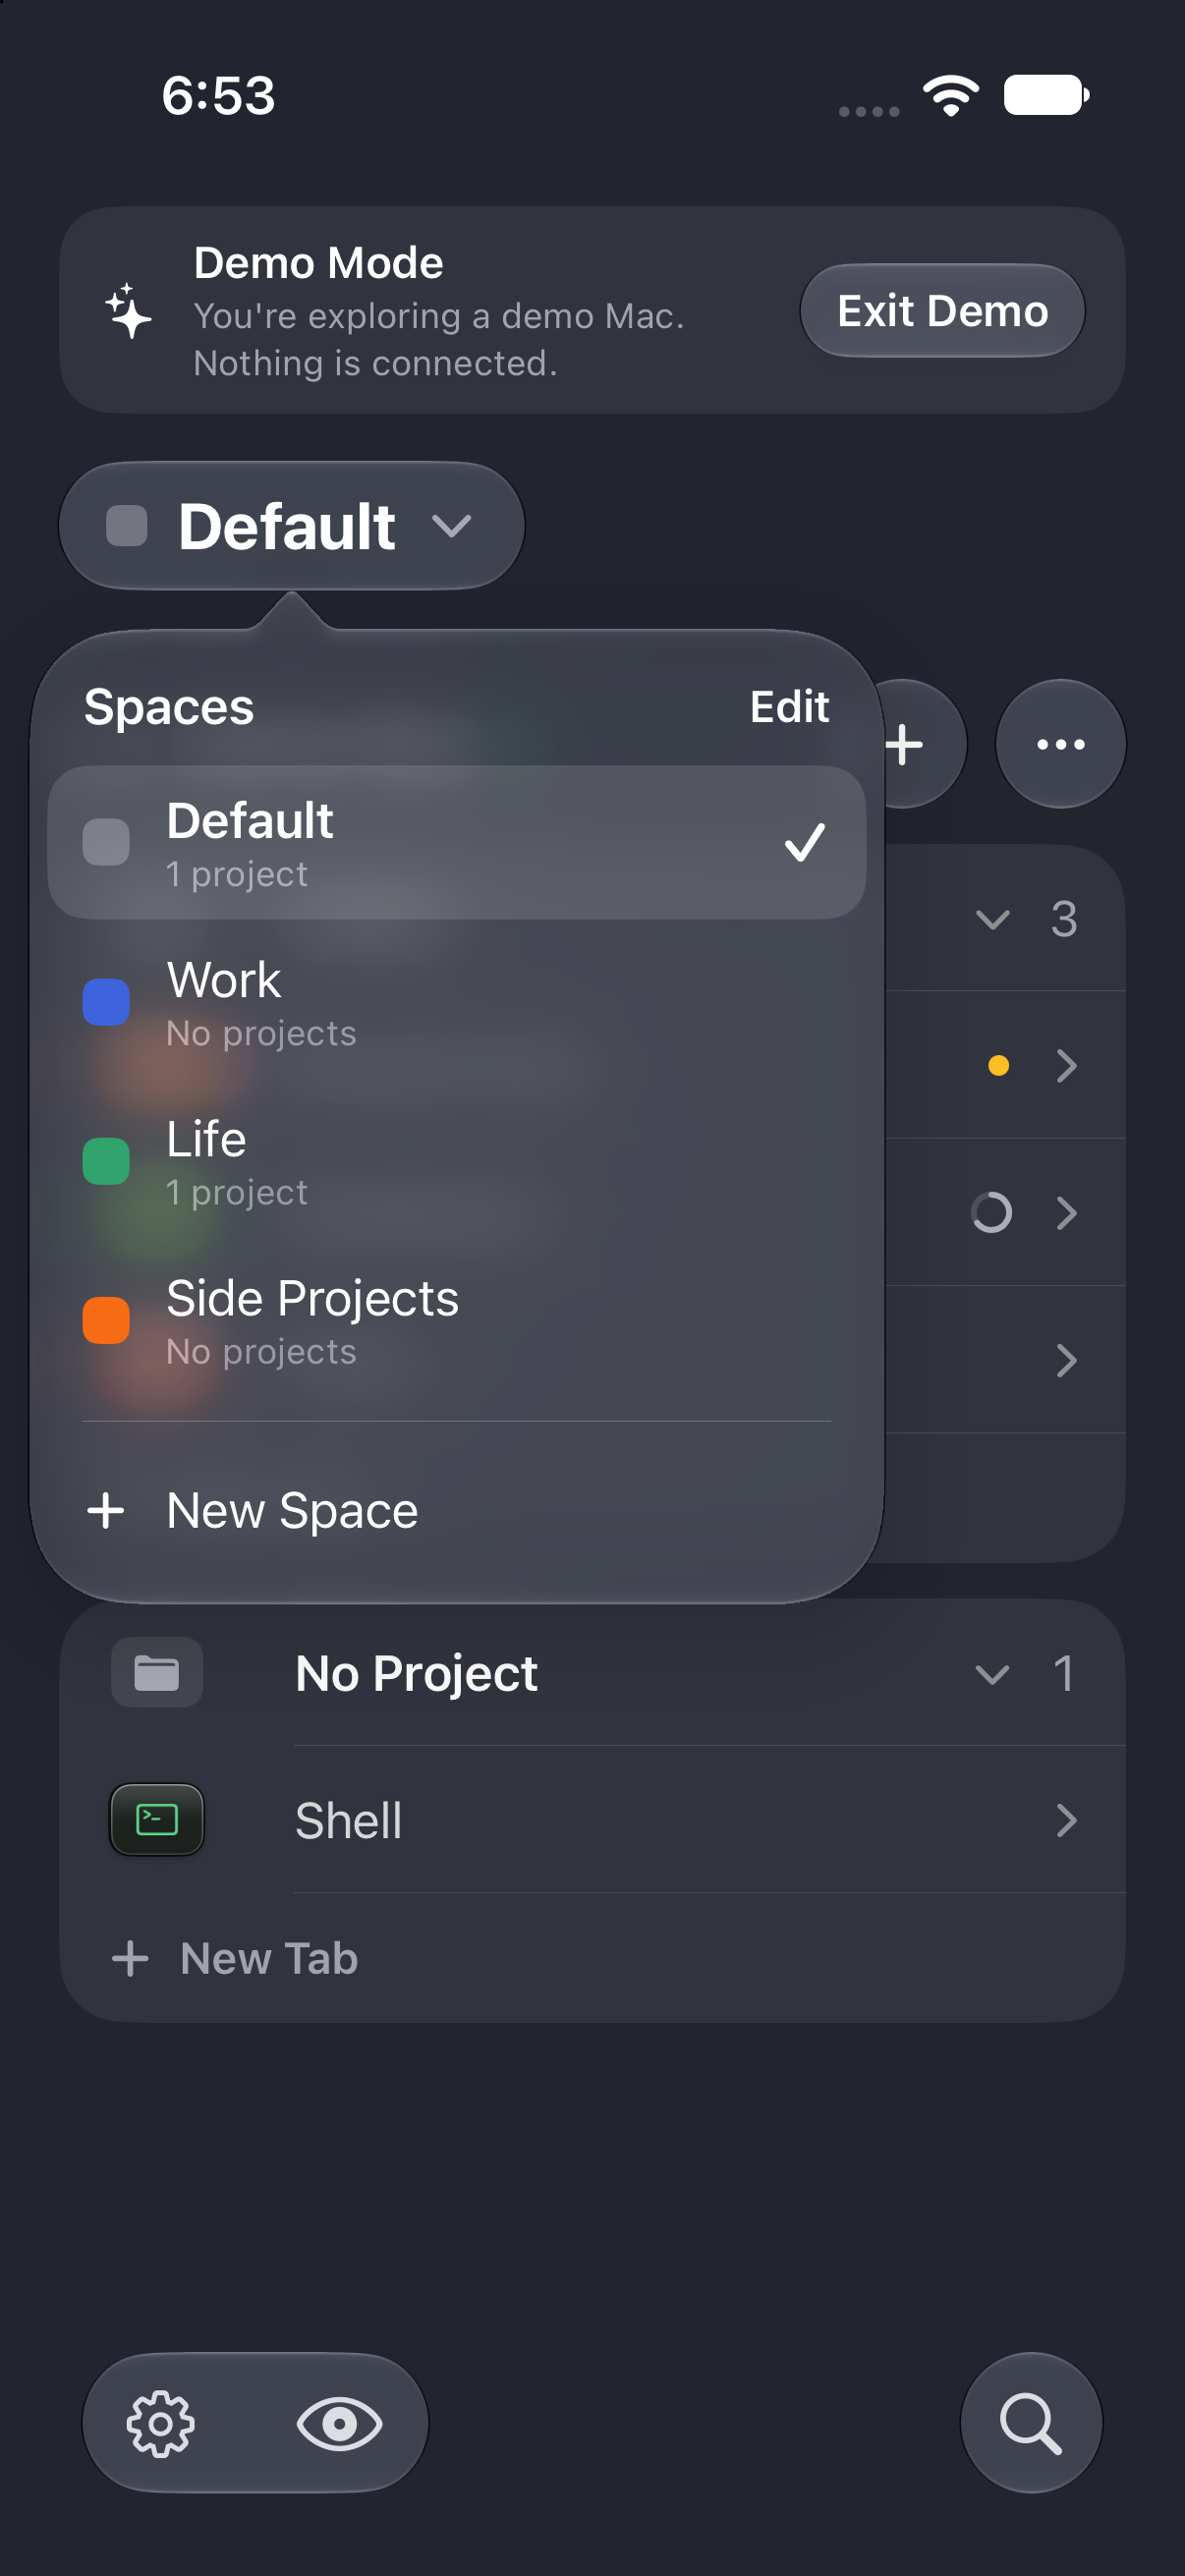 6:53
Demo Mode
You're exploring a demo Mac.
Nothing is connected.
Exit Demo
Default
Spaces
Edit
Default
1 project
3
Work
No projects
Life
1 project
Side Projects
No projects
New Space
No Project
1
Shell
New Tab